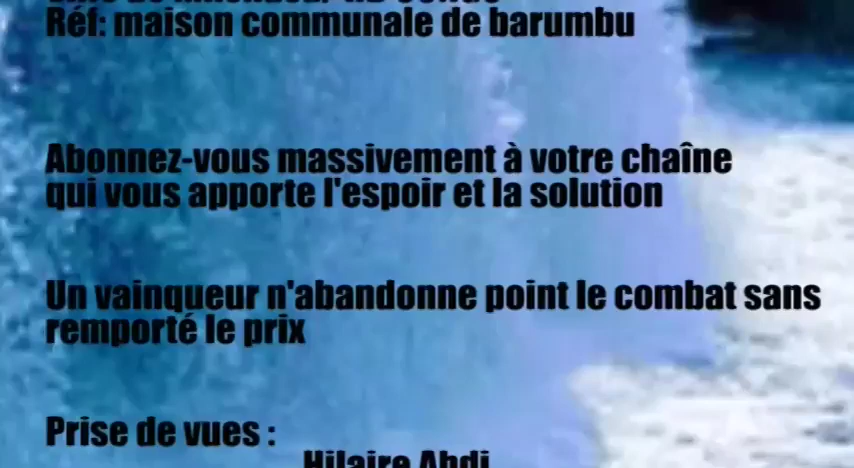 Réf: maison communale de barumbu
Abonnez-vous massivement à votre chaîne
qui vous apporte l'espoir et la solution
Un vainqueur n'abandonne point le combat sans
remporté le prix
Prise de vues :
Hilaire Abdi